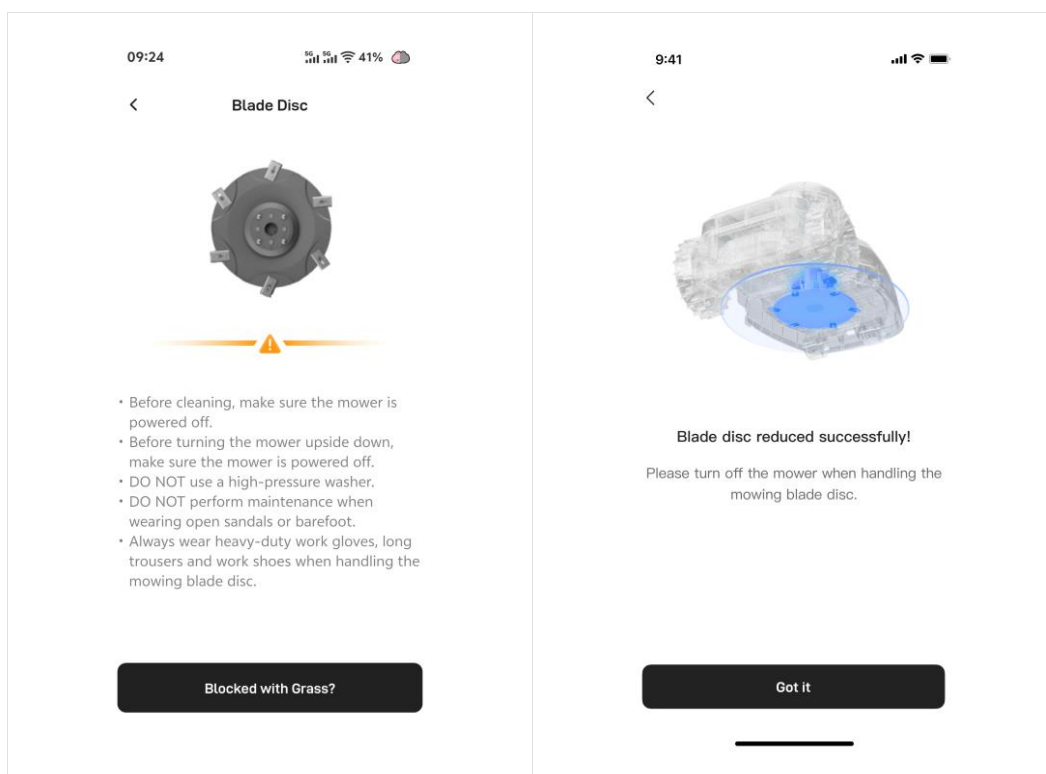 09:24
5G 5G 41%
Blade Disc
• Before cleaning, make sure the mower is
powered off.
• Before turning the mower upside down,
make sure the mower is powered off.
• DO NOT use a high-pressure washer.
• DO NOT perform maintenance when
wearing open sandals or barefoot.
• Always wear heavy-duty work gloves, long
trousers and work shoes when handling the
mowing blade disc.
Blocked with Grass?
9:41
Blade disc reduced successfully!
Please turn off the mower when handling the
mowing blade disc.
Got it